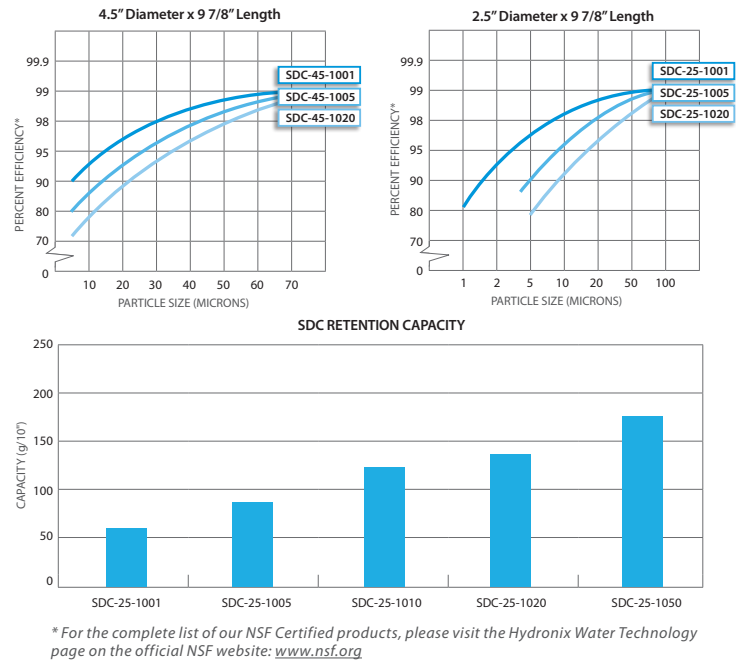 4.5” Diameter x 9 7/8” Length
PERCENT EFFICIENCY*
99.9
99
98
95
90
80
70
0
SDC-45-1001
SDC-45-1005
SDC-45-1020
10 20 30 40 50 60 70
PARTICLE SIZE (MICRONS)
2.5” Diameter x 9 7/8” Length
PERCENT EFFICIENCY*
99.9
99
98
95
90
80
70
0
SDC-25-1001
SDC-25-1005
SDC-25-1020
1 2 5 10 20 50 100
PARTICLE SIZE (MICRONS)
SDC RETENTION CAPACITY
CAPACITY (g/10")
250
200
150
100
50
0
SDC-25-1001 SDC-25-1005 SDC-25-1010 SDC-25-1020 SDC-25-1050
* For the complete list of our NSF Certified products, please visit the Hydronix Water Technology
page on the official NSF website: www.nsf.org